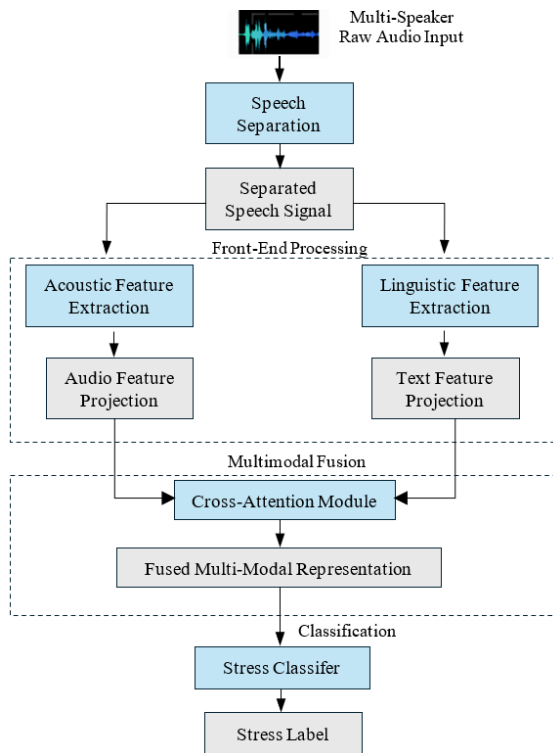 Multi-Speaker
Raw Audio Input
Speech
Separation
Separated
Speech Signal
Front-End Processing
Acoustic Feature
Extraction
Linguistic Feature
Extraction
Audio Feature
Projection
Text Feature
Projection
Multimodal Fusion
Cross-Attention Module
Fused Multi-Modal Representation
Classification
Stress Classifer
Stress Label